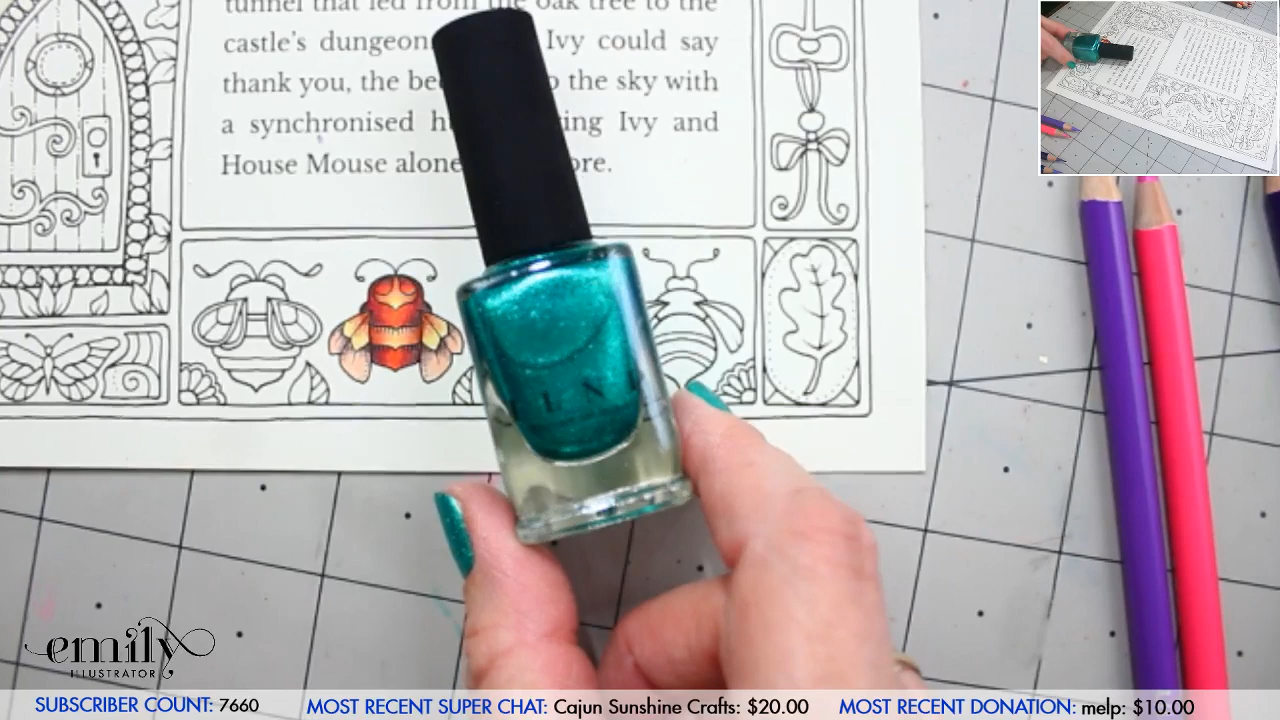 tunnel that led from the oak tree to the
castle's dungeon Ivy could say
thank you, the be o the sky with
a synchronised h ing Ivy and
House Mouse alone ore.
I N
emily
ILLUSTRATOR
SUBSCRIBER COUNT: 7660 MOST RECENT SUPER CHAT: Cajun Sunshine Crafts: $20.00 MOST RECENT DONATION: melp: $10.00